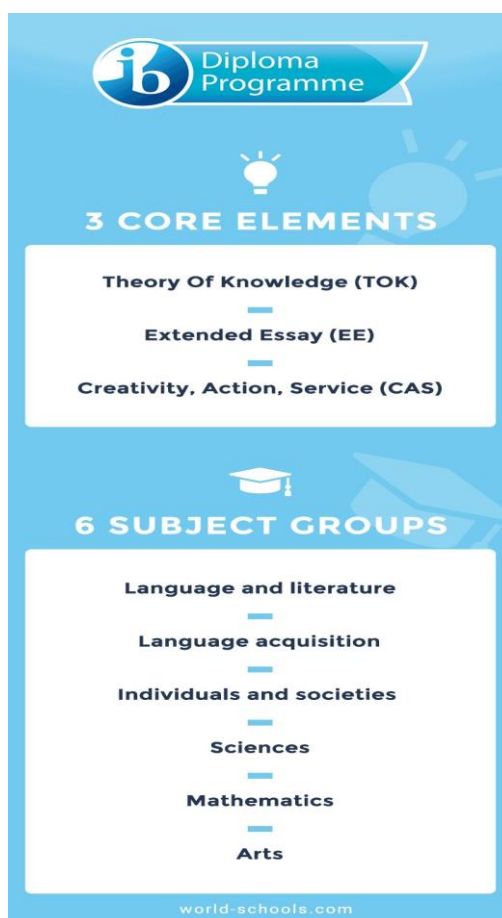 ib
Diploma
Programme
3 CORE ELEMENTS
Theory Of Knowledge (TOK)
Extended Essay (EE)
Creativity, Action, Service (CAS)
6 SUBJECT GROUPS
Language and literature
Language acquisition
Individuals and societies
Sciences
Mathematics
Arts
world-schools.com